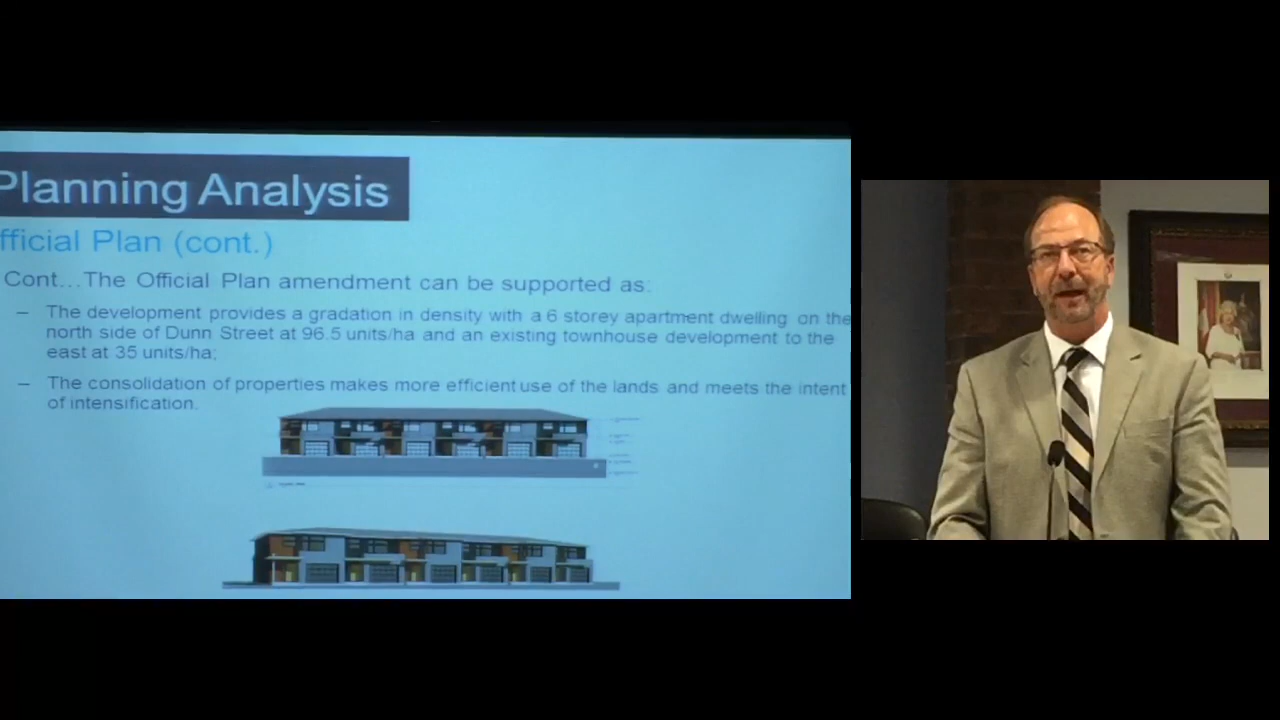 Planning Analysis
fficial Plan (cont.)
Cont...The Official Plan amendment can be supported as:
– The development provides a gradation in density with a 6 storey apartment dwelling on the
north side of Dunn Street at 96.5 units/ha and an existing townhouse development to the
east at 35 units/ha;
– The consolidation of properties makes more efficient use of the lands and meets the intent
of intensification.